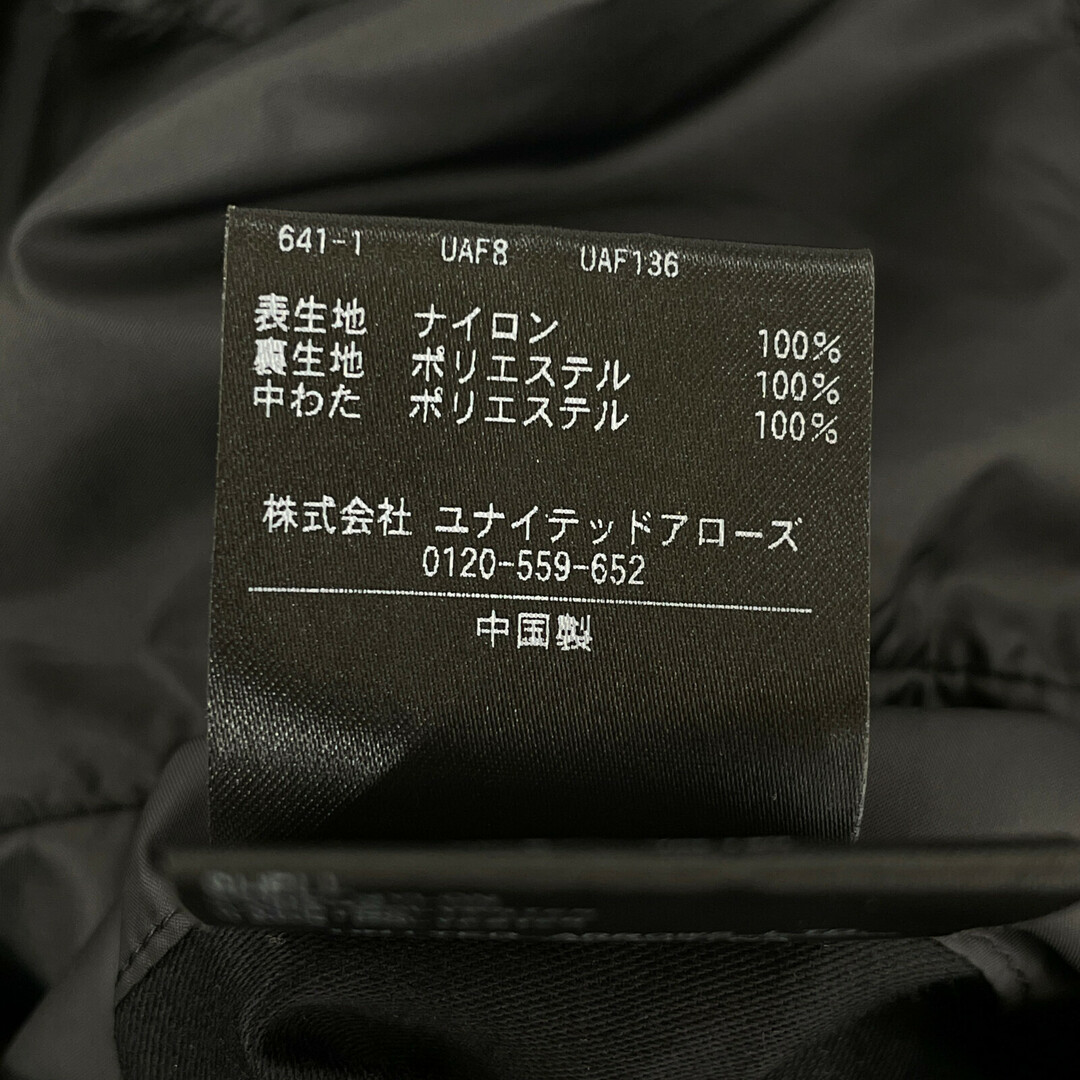 641-1 UAF8 UAF136
表生地 ナイロン 100%
裏生地 ポリエステル 100%
中わた ポリエステル 100%
株式会社 ユナイテッドアローズ
0120-559-652
中国製
SHELL